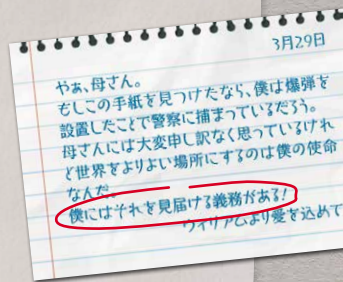 3月29日
やぁ、母さん。
もしこの手紙を見つけたなら、僕は爆弾を
設置したことで警察に捕まっているだろう。
母さんには大変申し訳なく思っているけれ
ど世界をよりよい場所にするのは僕の使命
なんだ。
僕にはそれを見届ける義務がある!
ウィリアムより愛を込めて